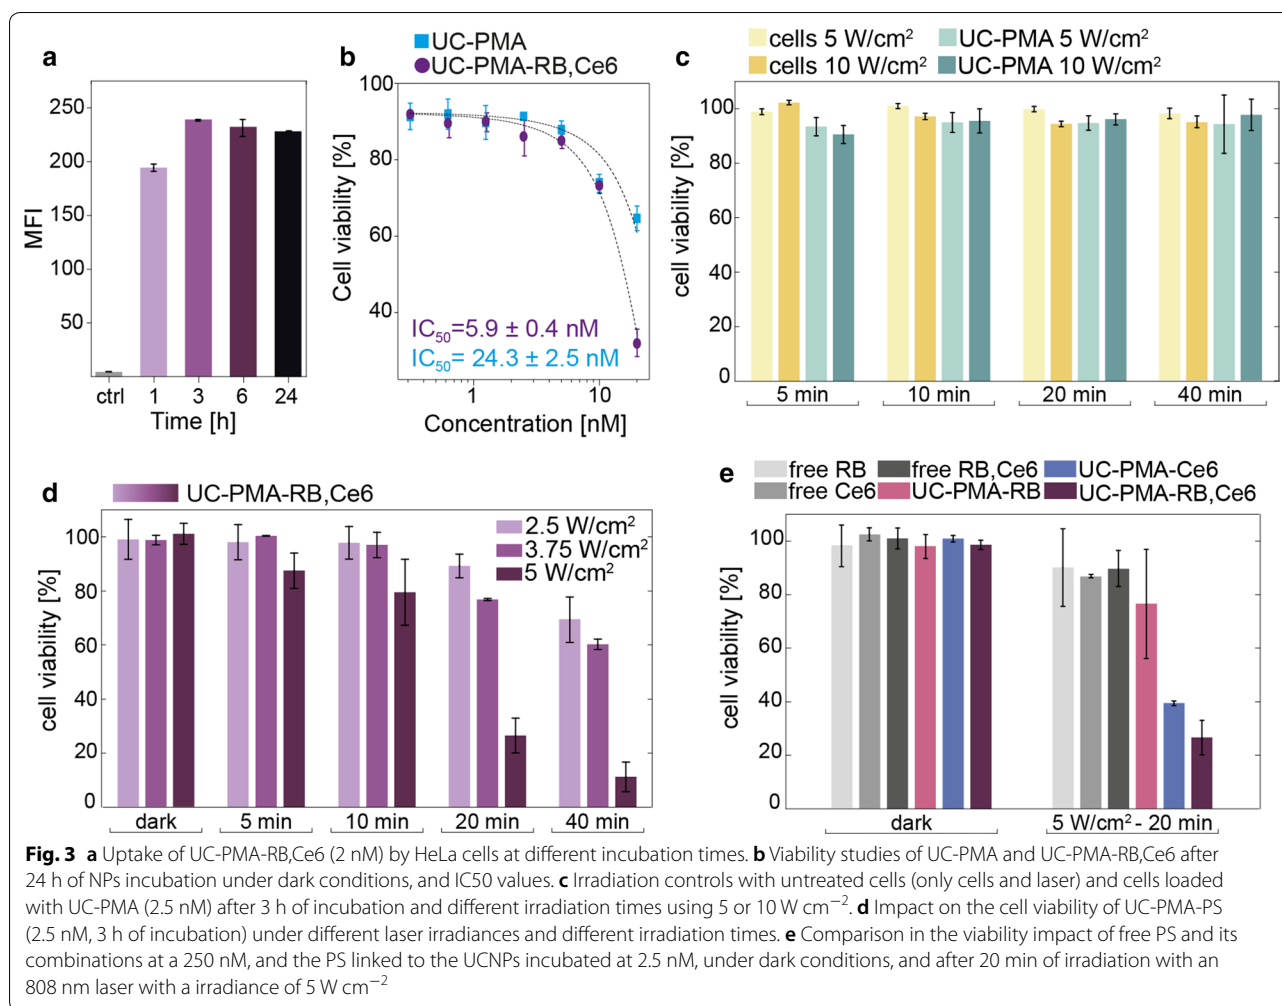 a
MFI
250
200
150
100
50
ctrl 1 3 6 24
Time [h]
b
UC-PMA
UC-PMA-RB,Ce6
Cell viability [%]
100
80
60
40
IC50=5.9 ± 0.4 nM
IC50= 24.3 ± 2.5 nM
1 10
Concentration [nM]
c
cells 5 W/cm² UC-PMA 5 W/cm²
cells 10 W/cm² UC-PMA 10 W/cm²
cell viability [%]
100
80
60
40
20
0
5 min 10 min 20 min 40 min
d
UC-PMA-RB,Ce6
2.5 W/cm²
3.75 W/cm²
5 W/cm²
cell viability [%]
100
80
60
40
20
0
dark 5 min 10 min 20 min 40 min
e
free RB free RB,Ce6 UC-PMA-Ce6
free Ce6 UC-PMA-RB UC-PMA-RB,Ce6
cell viability [%]
100
80
60
40
20
0
dark 5 W/cm² - 20 min
Fig. 3 a Uptake of UC-PMA-RB,Ce6 (2 nM) by HeLa cells at different incubation times. b Viability studies of UC-PMA and UC-PMA-RB,Ce6 after
24 h of NPs incubation under dark conditions, and IC50 values. c Irradiation controls with untreated cells (only cells and laser) and cells loaded
with UC-PMA (2.5 nM) after 3 h of incubation and different irradiation times using 5 or 10 W cm⁻². d Impact on the cell viability of UC-PMA-PS
(2.5 nM, 3 h of incubation) under different laser irradiances and different irradiation times. e Comparison in the viability impact of free PS and its
combinations at a 250 nM, and the PS linked to the UCNPs incubated at 2.5 nM, under dark conditions, and after 20 min of irradiation with an
808 nm laser with a irradiance of 5 W cm⁻²